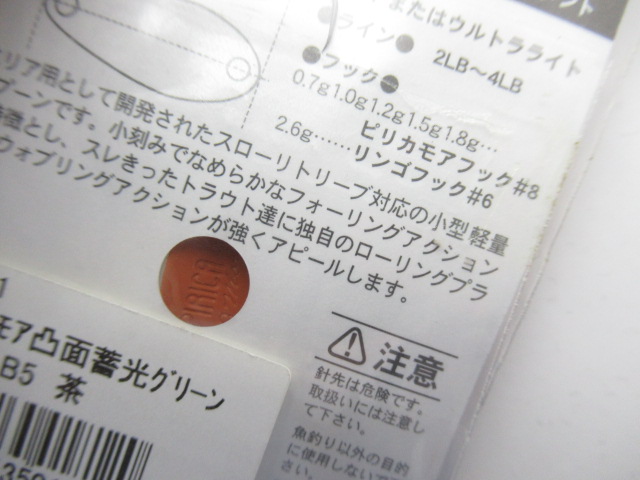 またはウルトラライト
●ライン●
2LB〜4LB
●フック●
0.7g1.0g1.2g1.5g1.8g…
ピリカモアフック#8
2.6g……リンゴフック#6
リア用として開発されたスローリトリーブ対応の小型軽量
プーンです。小刻みでなめらかなフォーリングアクション
徴とし、スレきったトラウト達に独自のローリングプラ
ウォブリングアクションが強くアピールします。
PIRICA
モア凸面蓄光グリーン
B5 茶
注意
針先は危険です。
取扱いには注意し
て下さい。
魚釣り以外の目的
に使用しないで
さい。